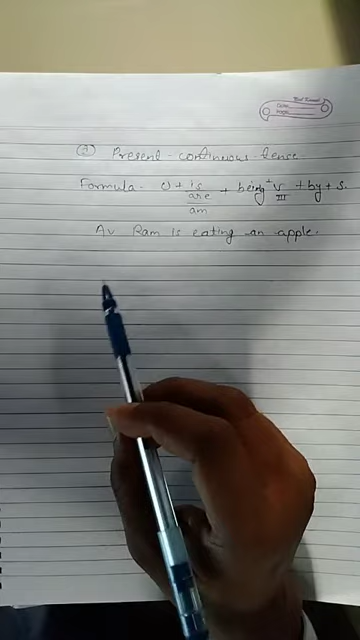 ② Present-continuous tense
Formula- O + is/are/am + being + V III + by + S.
Av Ram is eating an apple.